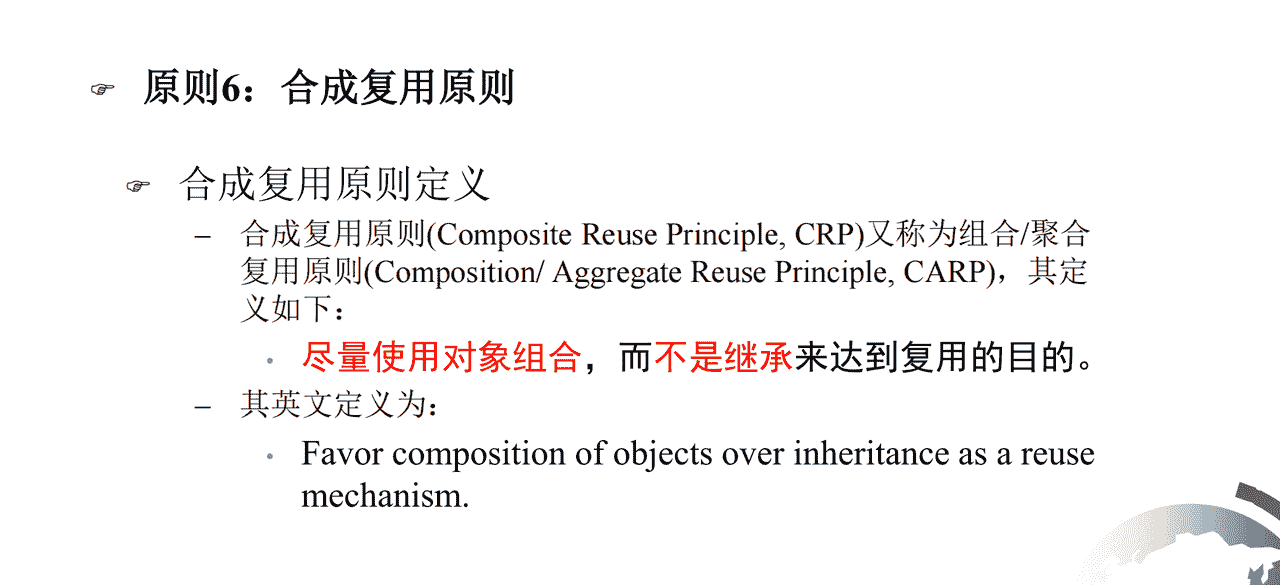 原则6：合成复用原则
合成复用原则定义
– 合成复用原则(Composite Reuse Principle, CRP)又称为组合/聚合
复用原则(Composition/ Aggregate Reuse Principle, CARP)，其定
义如下：
• 尽量使用对象组合，而不是继承来达到复用的目的。
– 其英文定义为：
• Favor composition of objects over inheritance as a reuse
mechanism.